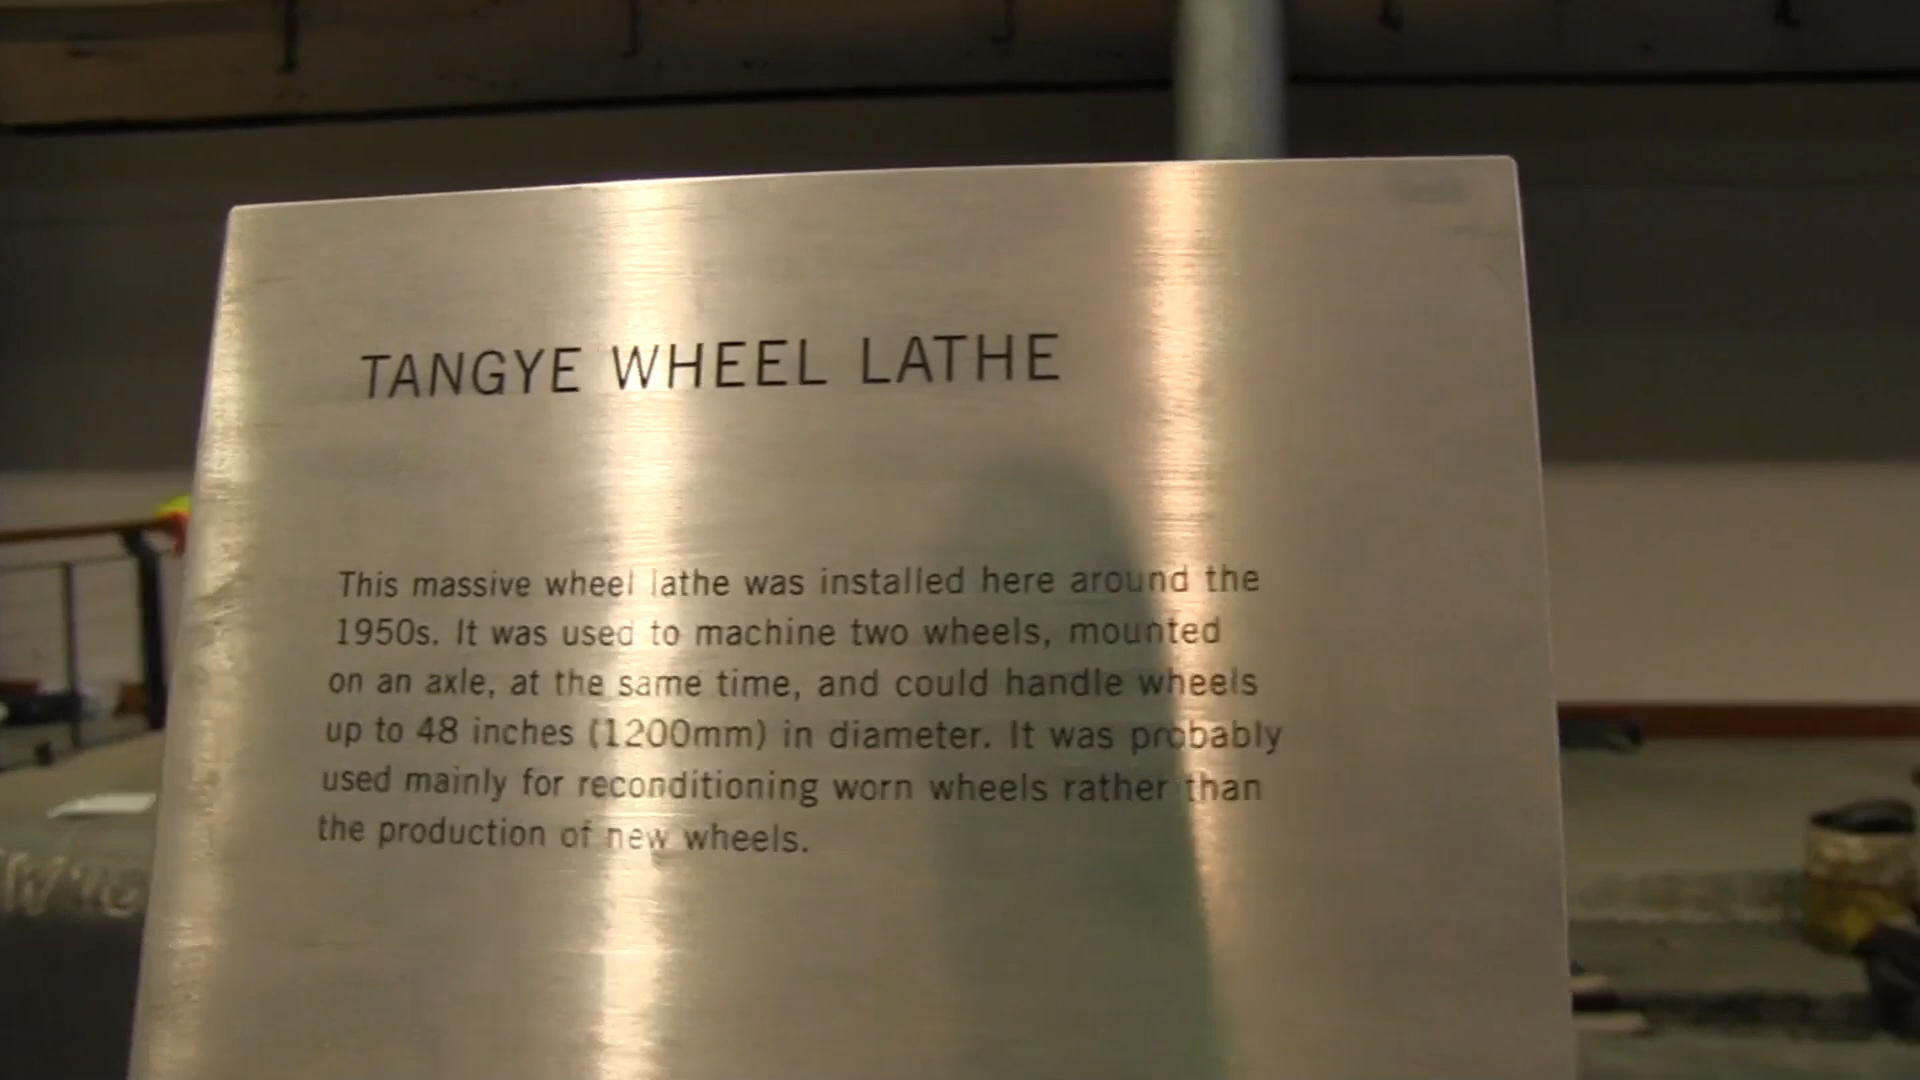 TANGYE WHEEL LATHE
This massive wheel lathe was installed here around the
1950s. It was used to machine two wheels, mounted
on an axle, at the same time, and could handle wheels
up to 48 inches (1200mm) in diameter. It was probably
used mainly for reconditioning worn wheels rather than
the production of new wheels.